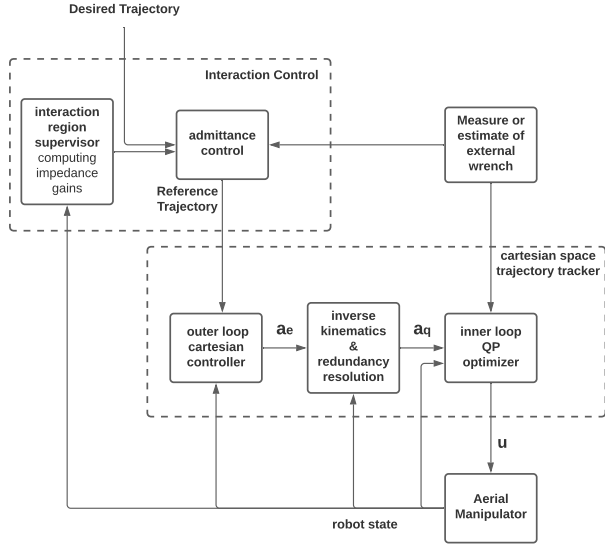 Desired Trajectory
Interaction Control
interaction
region
supervisor
computing
impedance
gains
admittance
control
Measure or
estimate of
external
wrench
Reference
Trajectory
cartesian space
trajectory tracker
outer loop
cartesian
controller
ae
inverse
kinematics
&
redundancy
resolution
aq
inner loop
QP
optimizer
u
Aerial
Manipulator
robot state